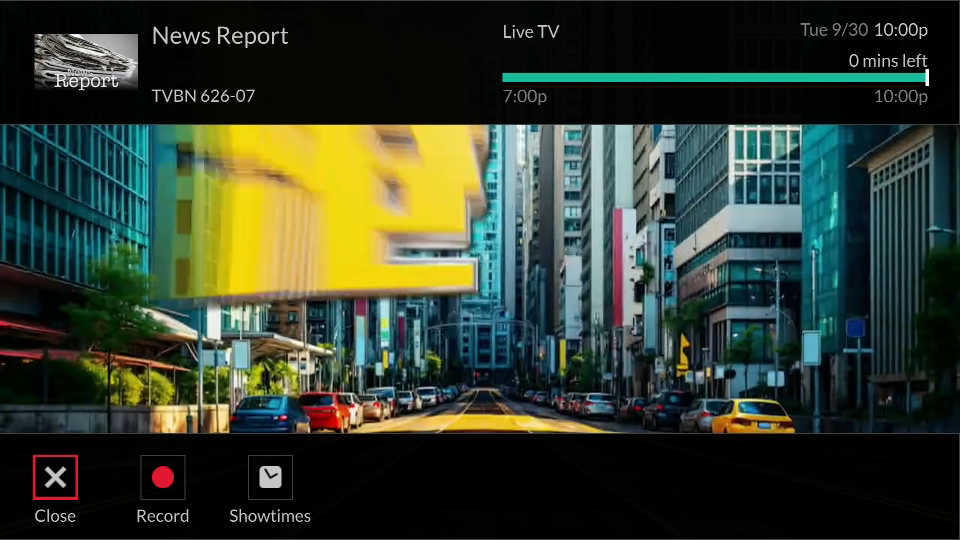 Report
News Report
TVBN 626-07
Live TV
Tue 9/30 10:00p
0 mins left
7:00p
10:00p
Close
Record
Showtimes